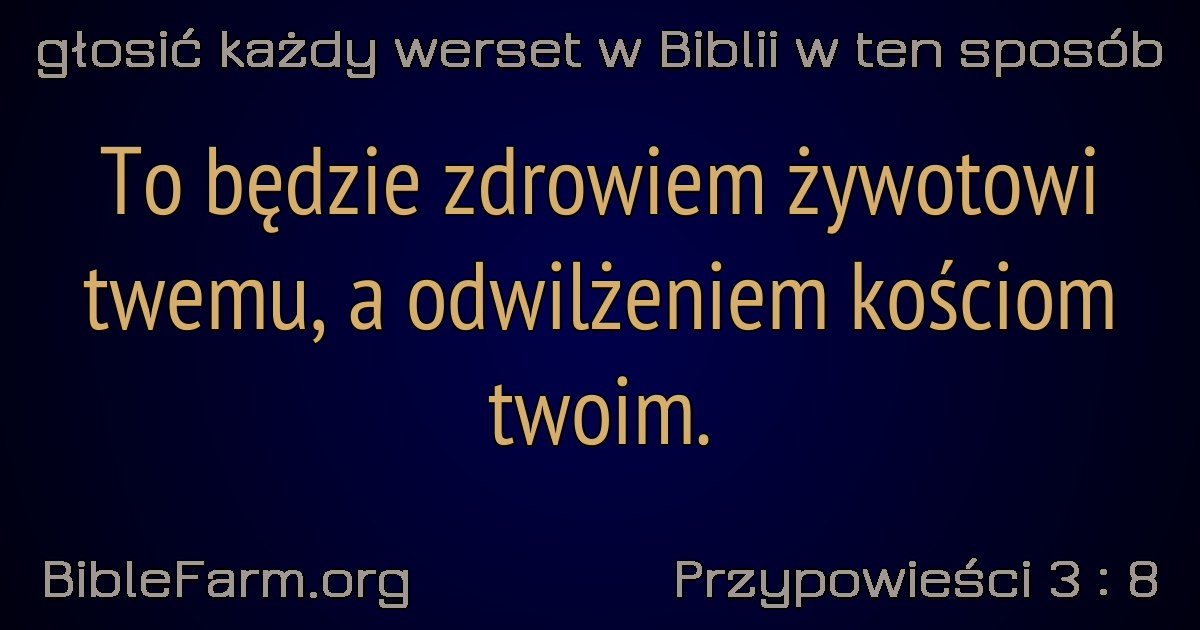 głosić każdy werset w Biblii w ten sposób
To będzie zdrowiem żywotowi
twemu, a odwilżeniem kościom
twoim.
BibleFarm.org
Przypowieści 3 : 8